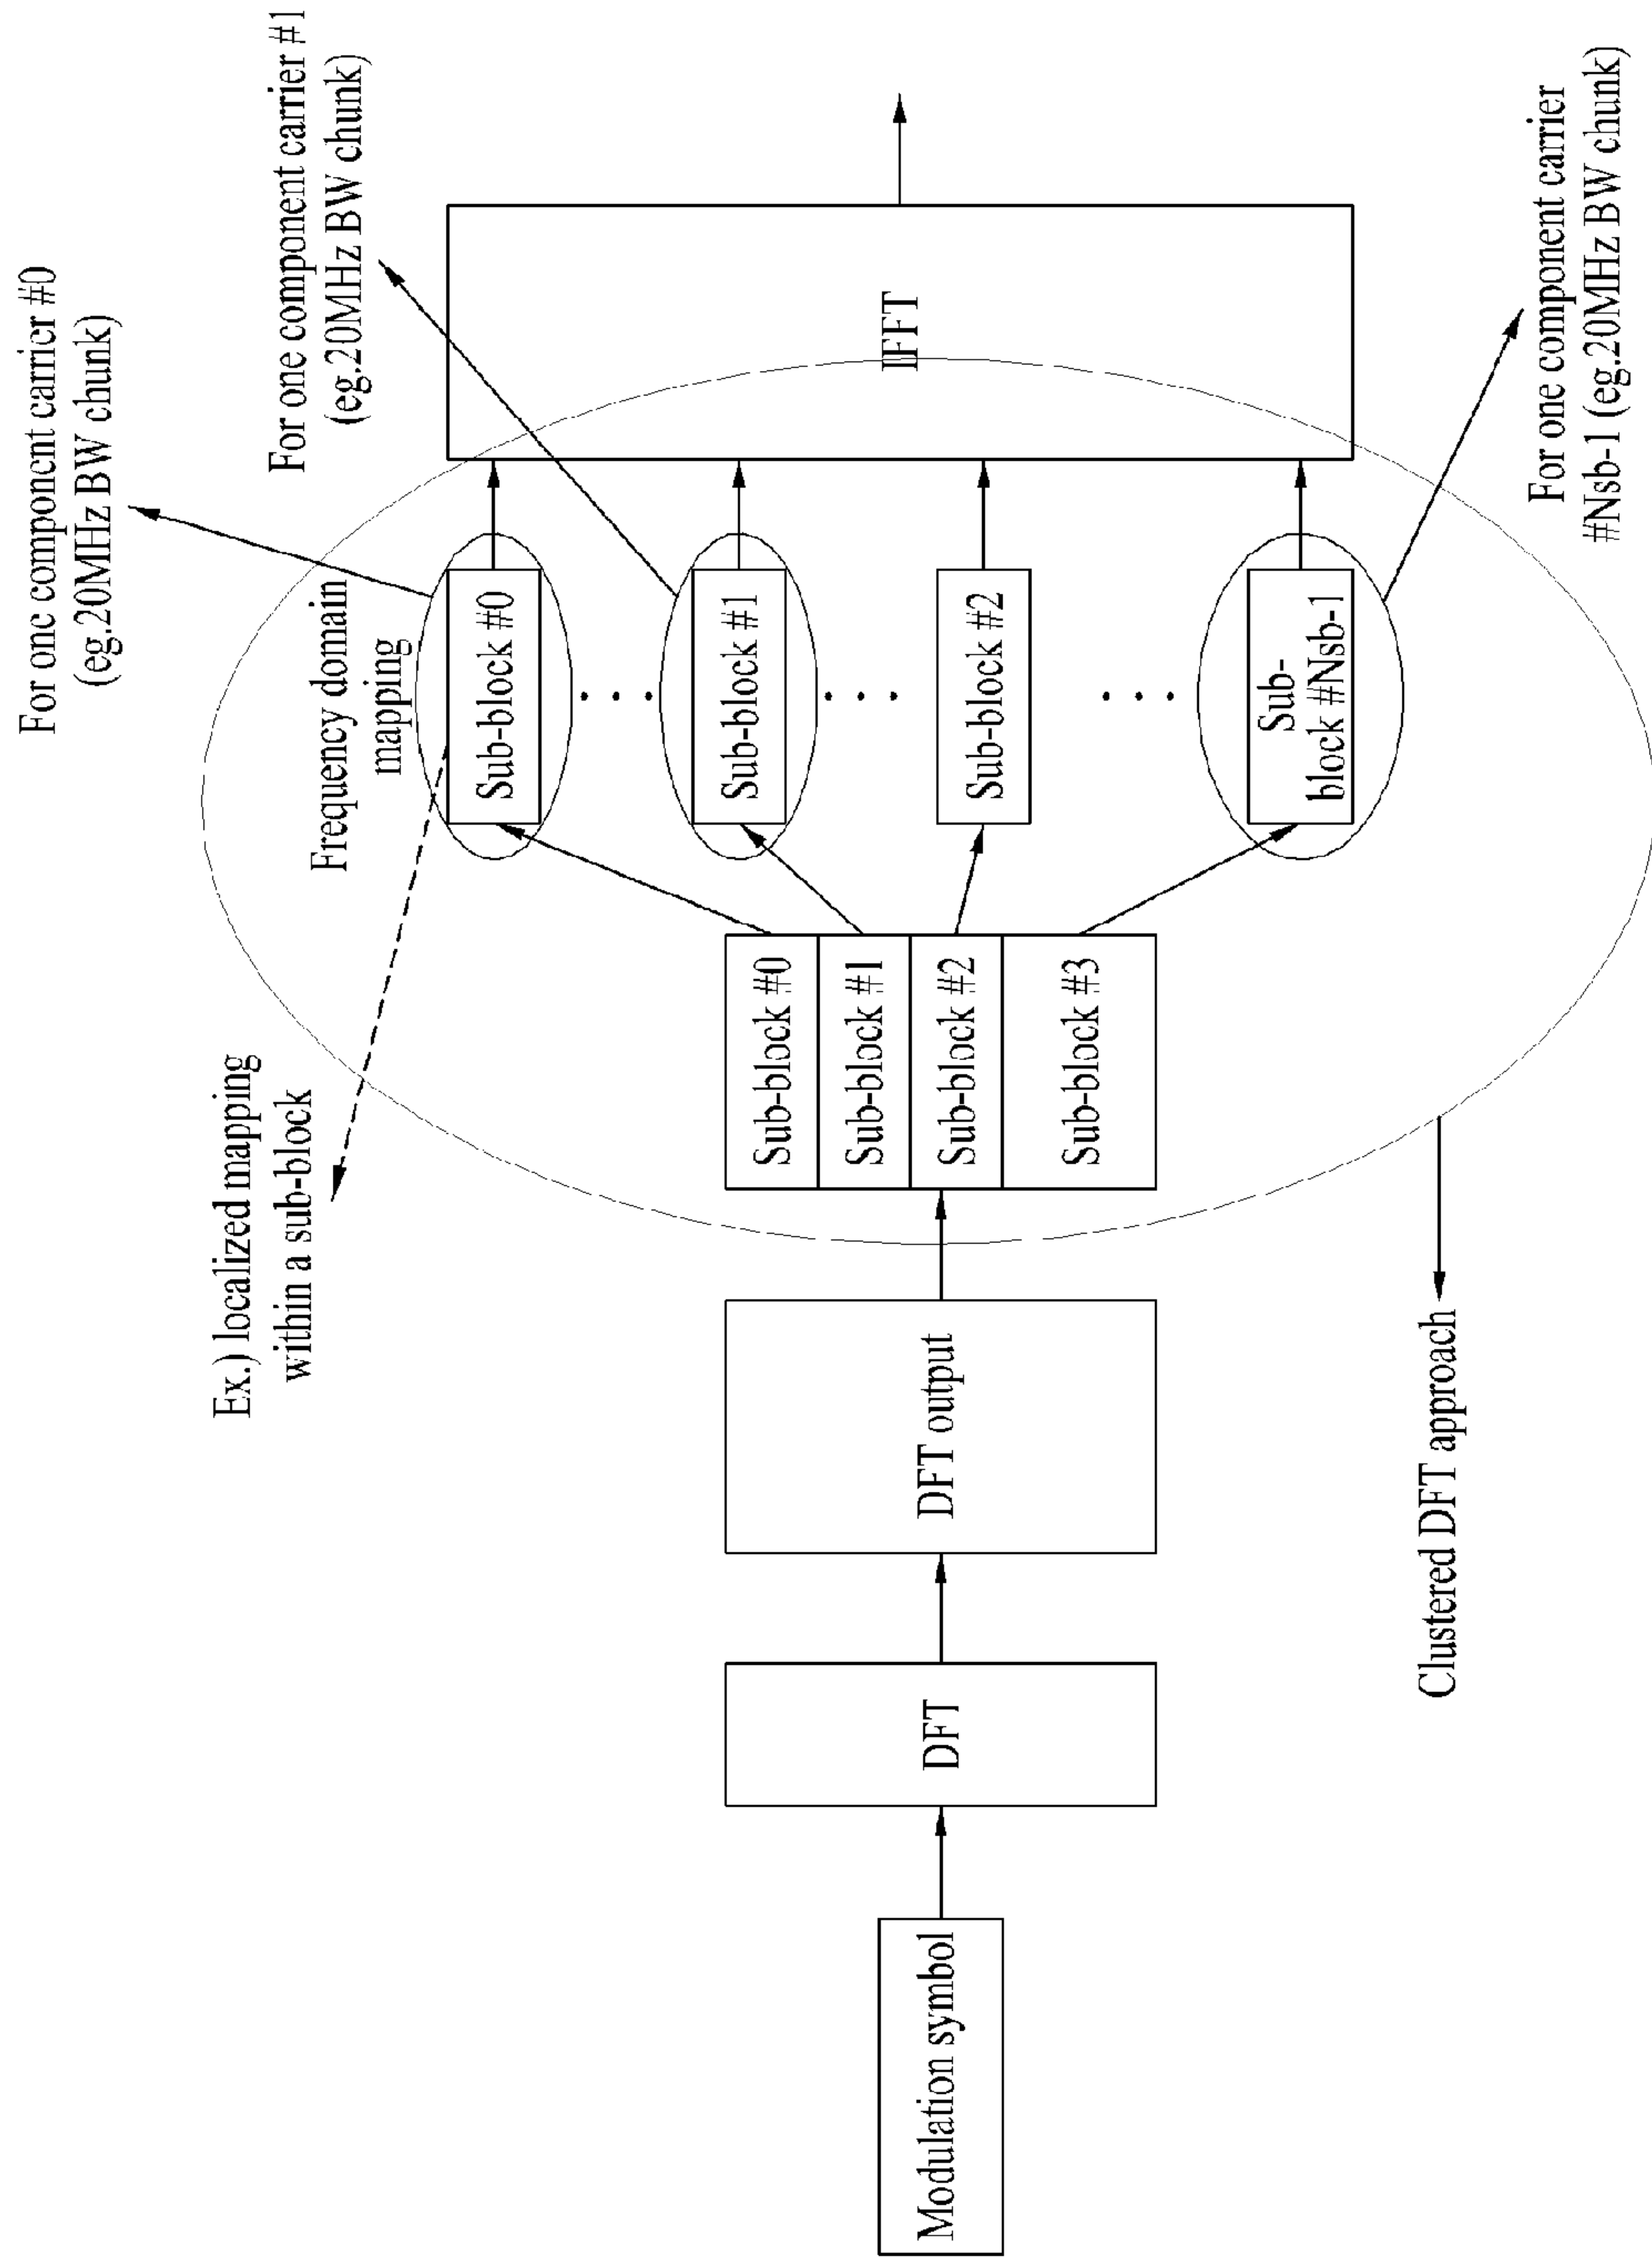 For one component carrier #0
(eg.20MHz BW chunk)
For one component carrier #1
(eg.20MHz BW chunk)
Ex.) localized mapping
within a sub-block
Frequency domain
mapping
Modulation symbol
DFT
DFT output
Sub-block #0
Sub-block #1
Sub-block #2
Sub-block #3
Sub-block #0
Sub-block #1
Sub-block #2
Sub-
block #Nsb-1
IFFT
Clustered DFT approach
For one component carrier
#Nsb-1 (eg.20MHz BW chunk)